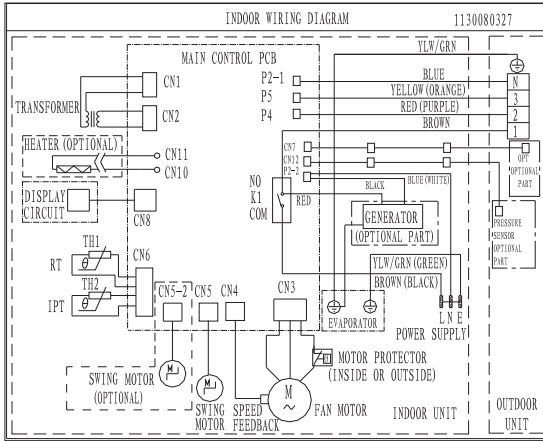 INDOOR WIRING DIAGRAM 1130080327
YLW/GRN
MAIN CONTROL PCB
CN1
P2-1
BLUE
N
YELLOW(ORANGE)
P5
3
TRANSFORMER
CN2
P4
RED(PURPLE)
2
BROWN
1
HEATER(OPTIONAL)
CN11
CN10
CN7
CN12
P2-2
OPT
OPTIONAL
PART
DISPLAY
CIRCUIT
CN8
NO
K1
COM
RED
BLACK
BLUE(WHITE)
GENERATOR
(OPTIONAL PART)
PRESSURE
SENSOR
OPTIONAL
PART
TH1
RT
CN6
TH2
IPT
CN5-2
CN5
CN4
CN3
YLW/GRN(GREEN)
BROWN(BLACK)
EVAPORATOR
L N E
POWER SUPPLY
M
SWING MOTOR
(OPTIONAL)
M
SWING
MOTOR
SPEED
FEEDBACK
M
FAN MOTOR
MOTOR PROTECTOR
(INSIDE OR OUTSIDE)
INDOOR UNIT
OUTDOOR
UNIT